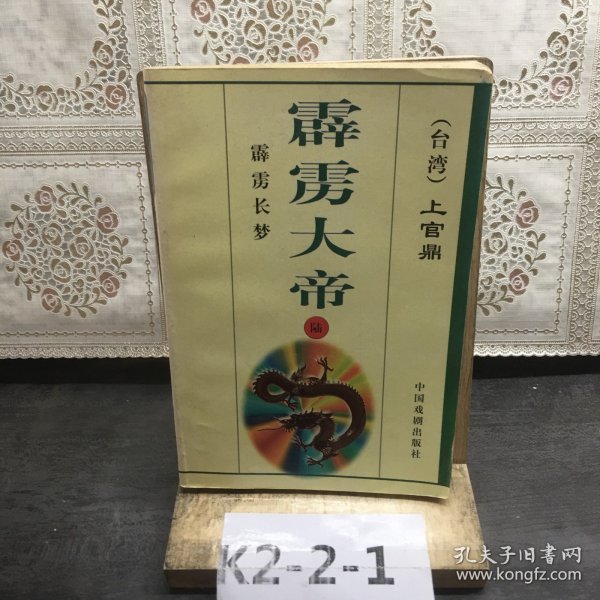 霹雳大帝
陆
霹雳长梦
（台湾）上官鼎
中国戏剧出版社
K2-2-1
孔夫子旧書网
www.kongfz.com